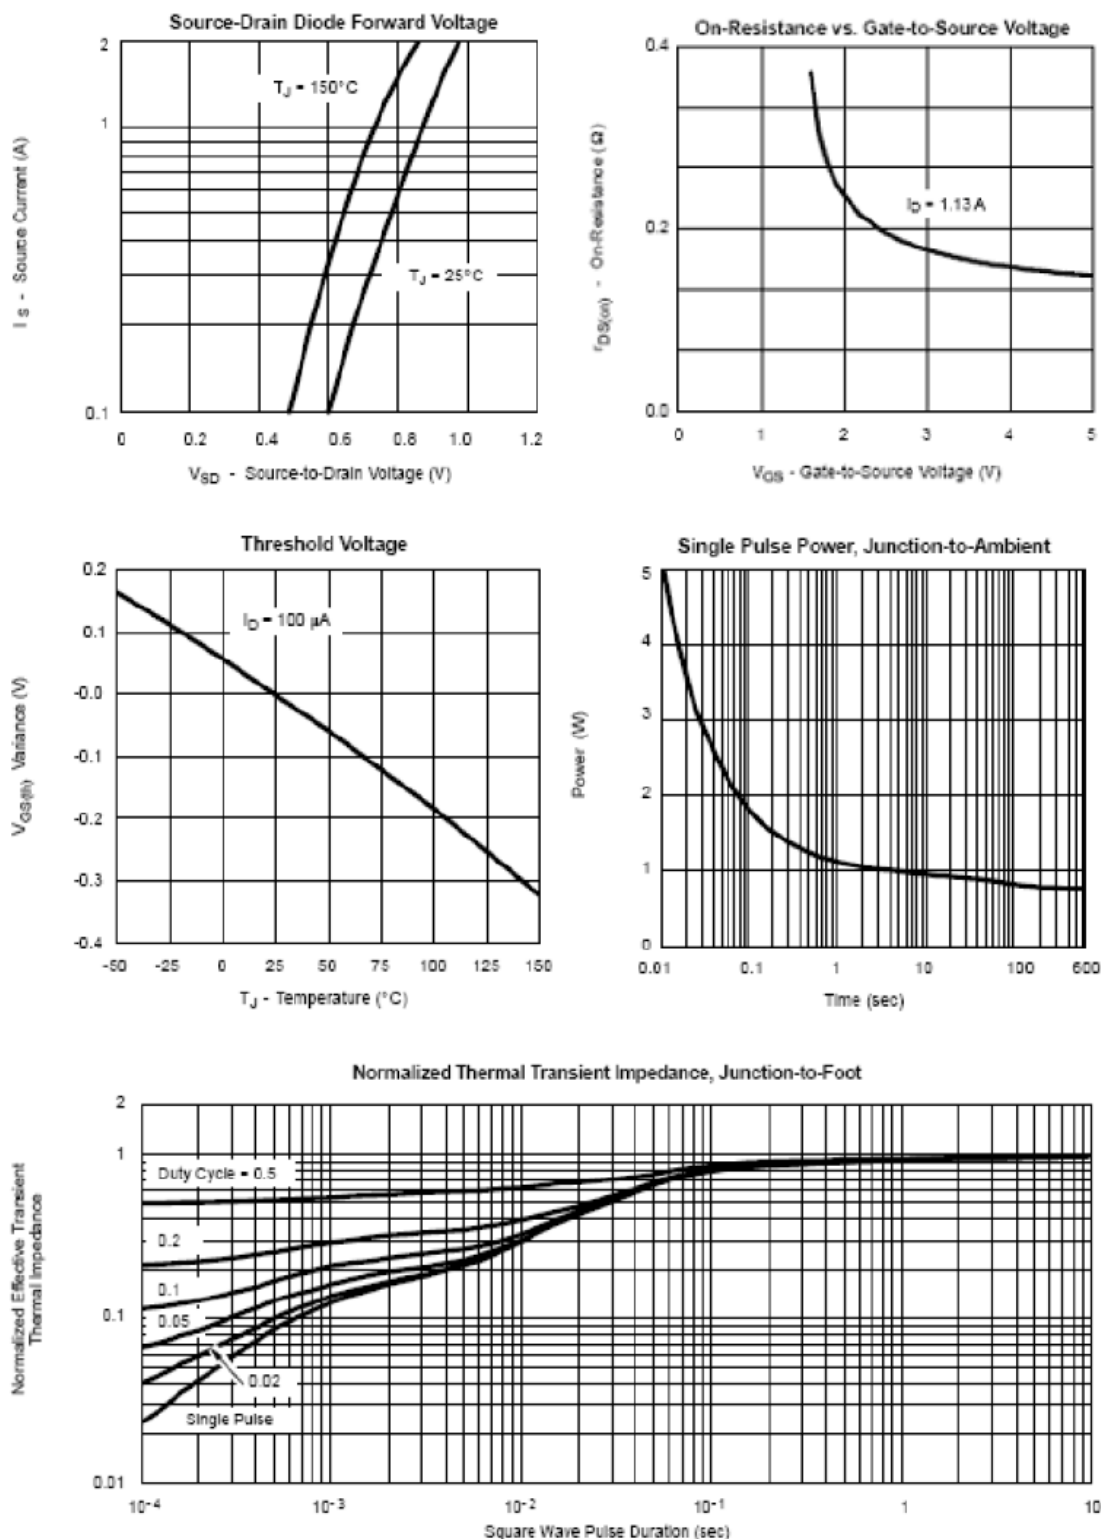 Source-Drain Diode Forward Voltage
2
1
0.1
T_J = 150°C
T_J = 25°C
I_S - Source Current (A)
0 0.2 0.4 0.6 0.8 1.0 1.2
V_SD - Source-to-Drain Voltage (V)
On-Resistance vs. Gate-to-Source Voltage
0.4
0.2
0.0
I_D = 1.13 A
r_DS(on) - On-Resistance (Ω)
0 1 2 3 4 5
V_GS - Gate-to-Source Voltage (V)
Threshold Voltage
0.2
0.1
-0.0
-0.1
-0.2
-0.3
-0.4
I_D = 100 µA
V_GS(th) Variance (V)
-50 -25 0 25 50 75 100 125 150
T_J - Temperature (°C)
Single Pulse Power, Junction-to-Ambient
5
4
3
2
1
0
Power (W)
0.01 0.1 1 10 100 600
Time (sec)
Normalized Thermal Transient Impedance, Junction-to-Foot
2
1
0.1
0.01
Duty Cycle = 0.5
0.2
0.1
0.05
0.02
Single Pulse
Normalized Effective Transient
Thermal Impedance
10⁻⁴ 10⁻³ 10⁻² 10⁻¹ 1 10
Square Wave Pulse Duration (sec)